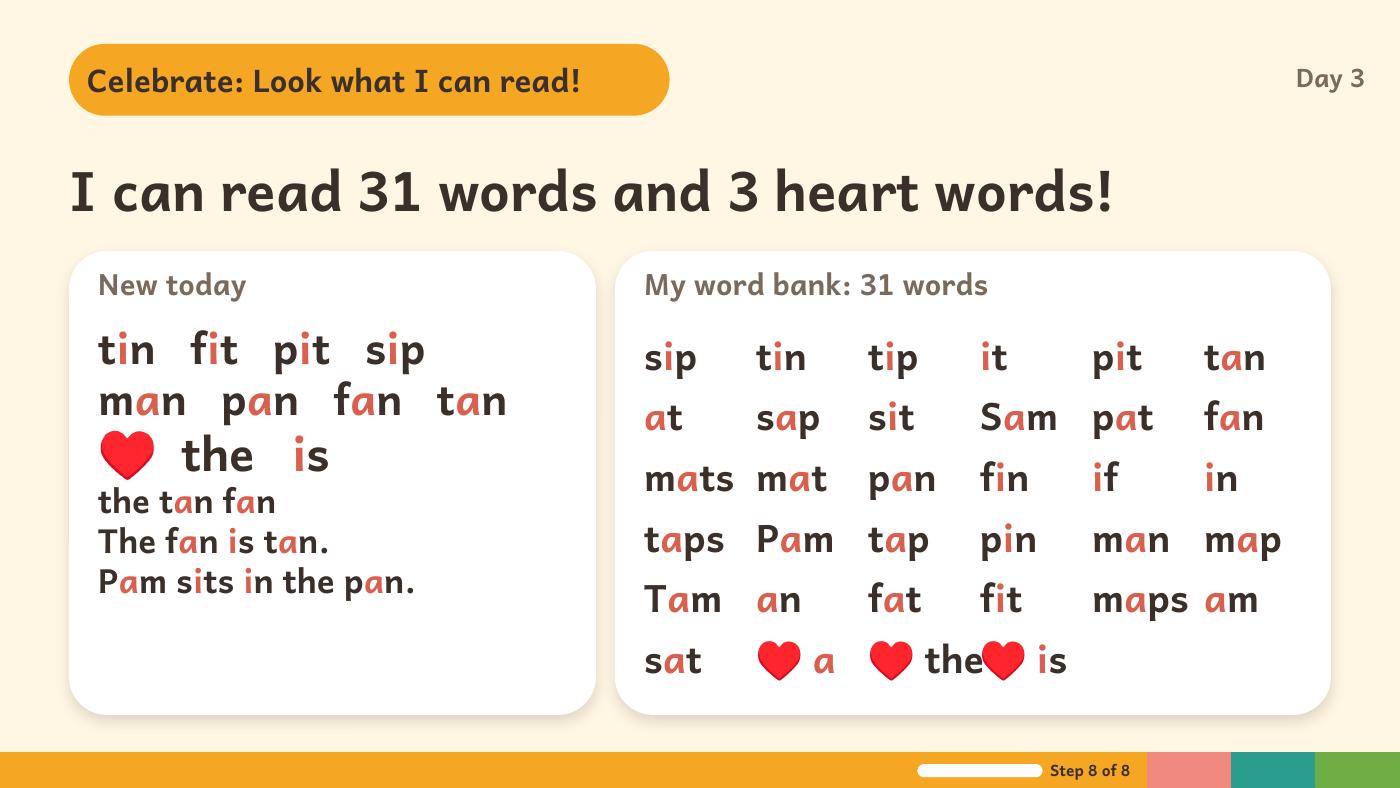 Celebrate: Look what I can read!
Day 3
I can read 31 words and 3 heart words!
New today
tin fit pit sip
man pan fan tan
the is
the tan fan
The fan is tan.
Pam sits in the pan.
My word bank: 31 words
sip tin tip it pit tan
at sap sit Sam pat fan
mats mat pan fin if in
taps Pam tap pin man map
Tam an fat fit maps am
sat a the is
Step 8 of 8